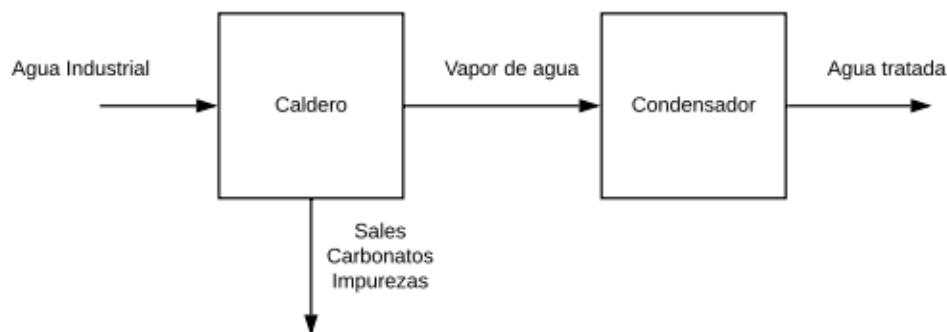 Agua Industrial
Caldero
Vapor de agua
Condensador
Agua tratada
Sales
Carbonatos
Impurezas